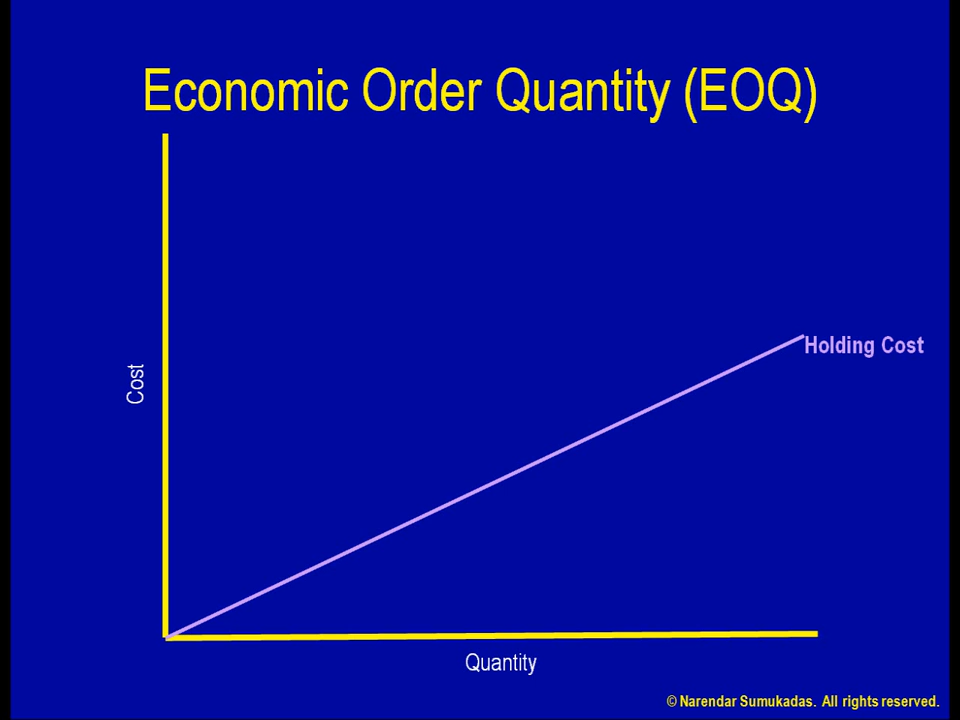 Economic Order Quantity (EOQ)
Holding Cost
Cost
Quantity
© Narendar Sumukadas. All rights reserved.